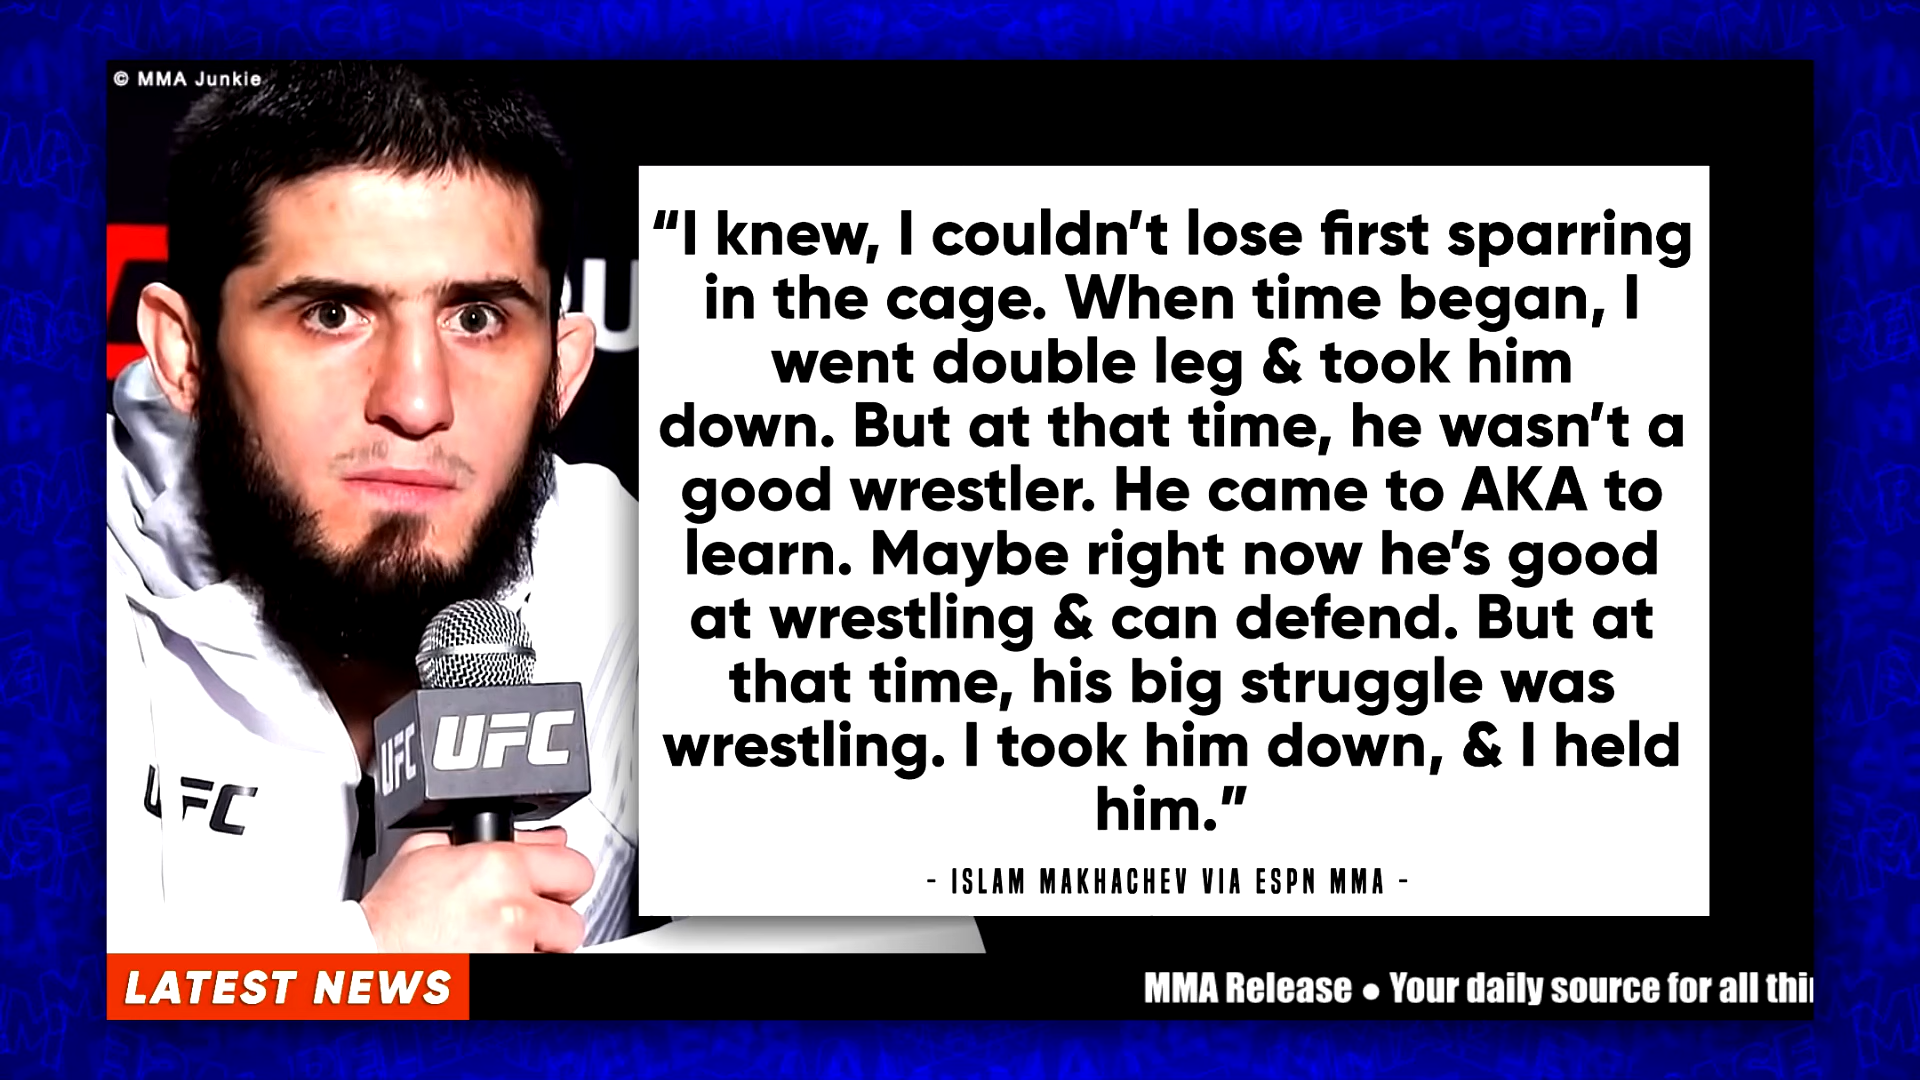 © MMA Junkie
“I knew, I couldn’t lose first sparring
in the cage. When time began, I
went double leg & took him
down. But at that time, he wasn’t a
good wrestler. He came to AKA to
learn. Maybe right now he’s good
at wrestling & can defend. But at
that time, his big struggle was
wrestling. I took him down, & I held
him.”
- ISLAM MAKHACHEV VIA ESPN MMA -
UFC
UFC
UFC
LATEST NEWS
MMA Release ● Your daily source for all thi